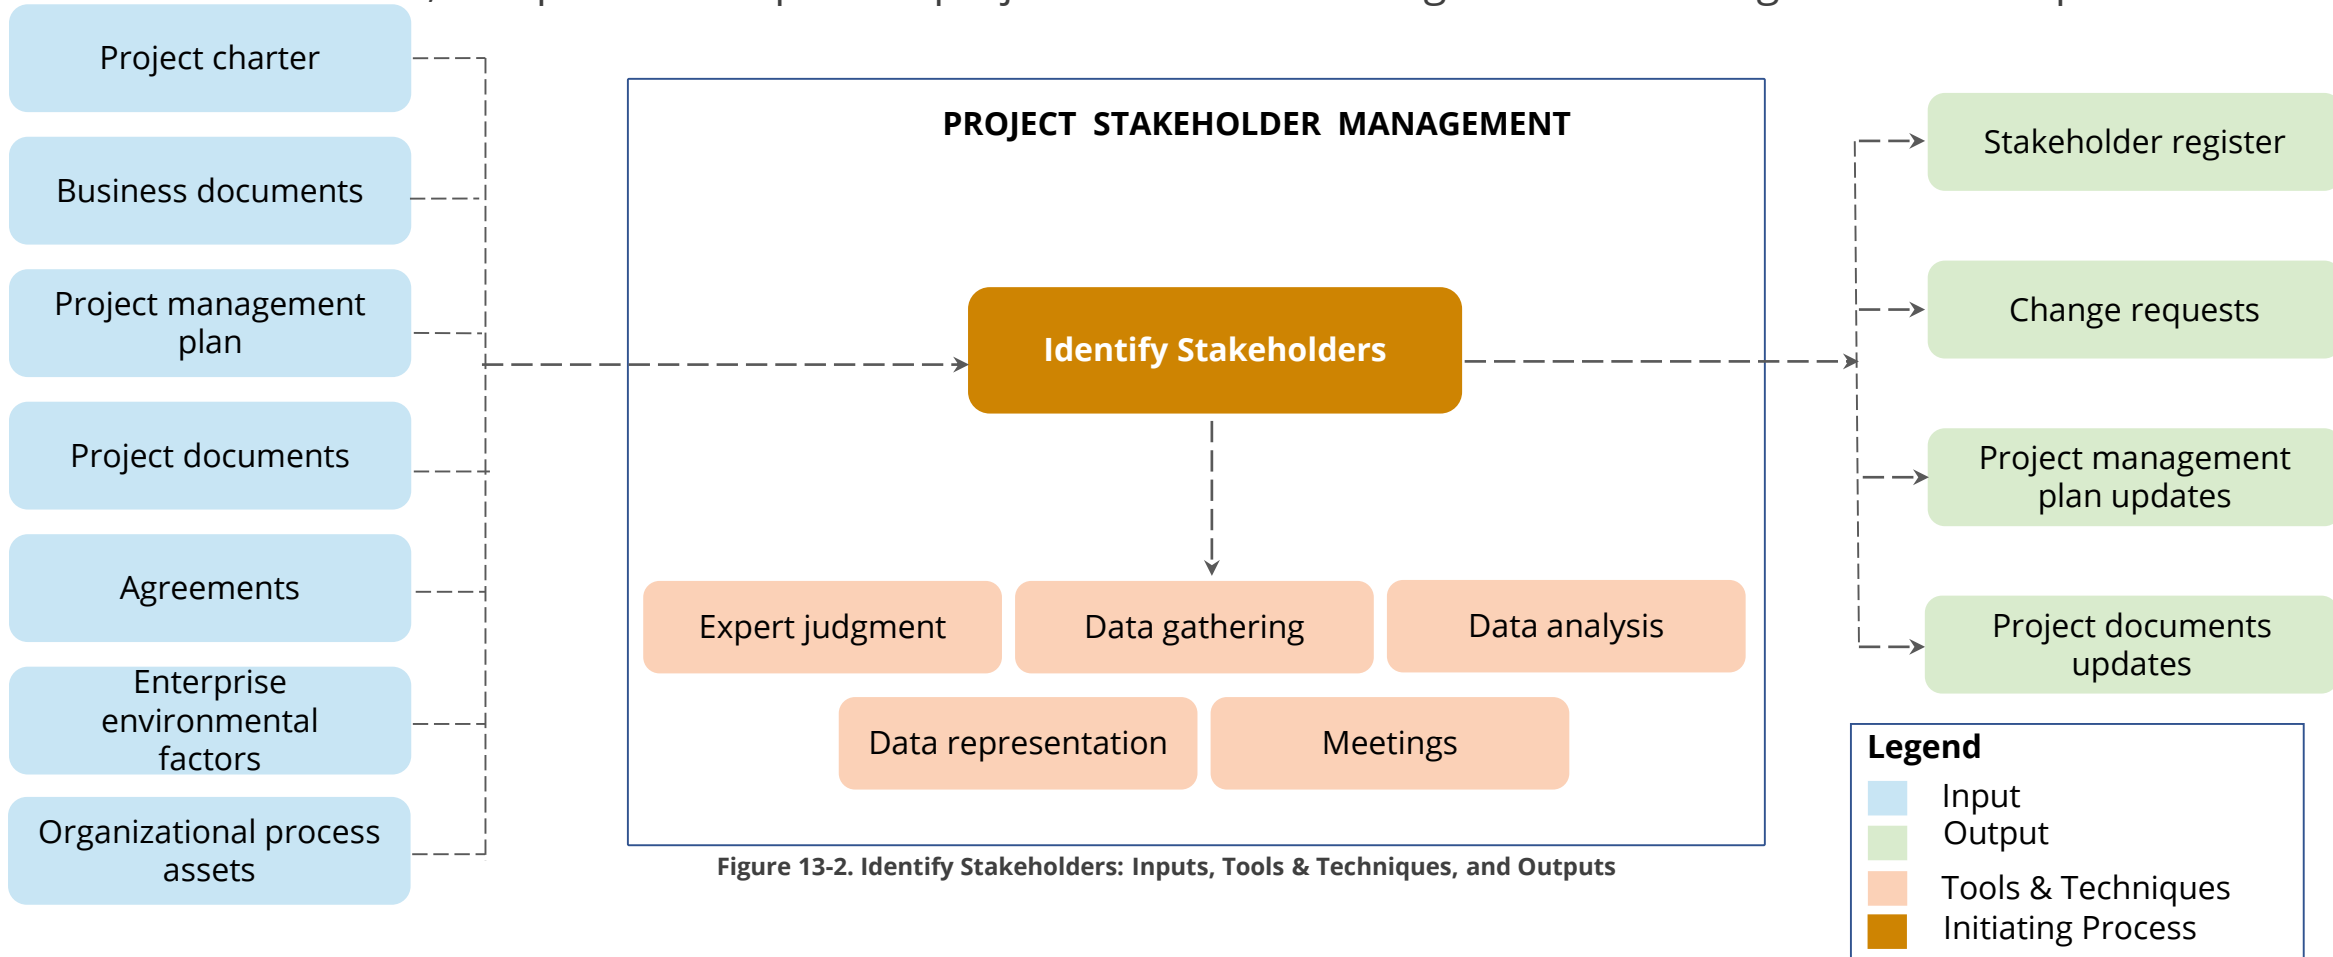 Project charter
Business documents
Project management
plan
Project documents
Agreements
Enterprise
environmental
factors
Organizational process
assets
PROJECT STAKEHOLDER MANAGEMENT
Identify Stakeholders
Expert judgment
Data gathering
Data analysis
Data representation
Meetings
Figure 13-2. Identify Stakeholders: Inputs, Tools & Techniques, and Outputs
Stakeholder register
Change requests
Project management
plan updates
Project documents
updates
Legend
Input
Output
Tools & Techniques
Initiating Process